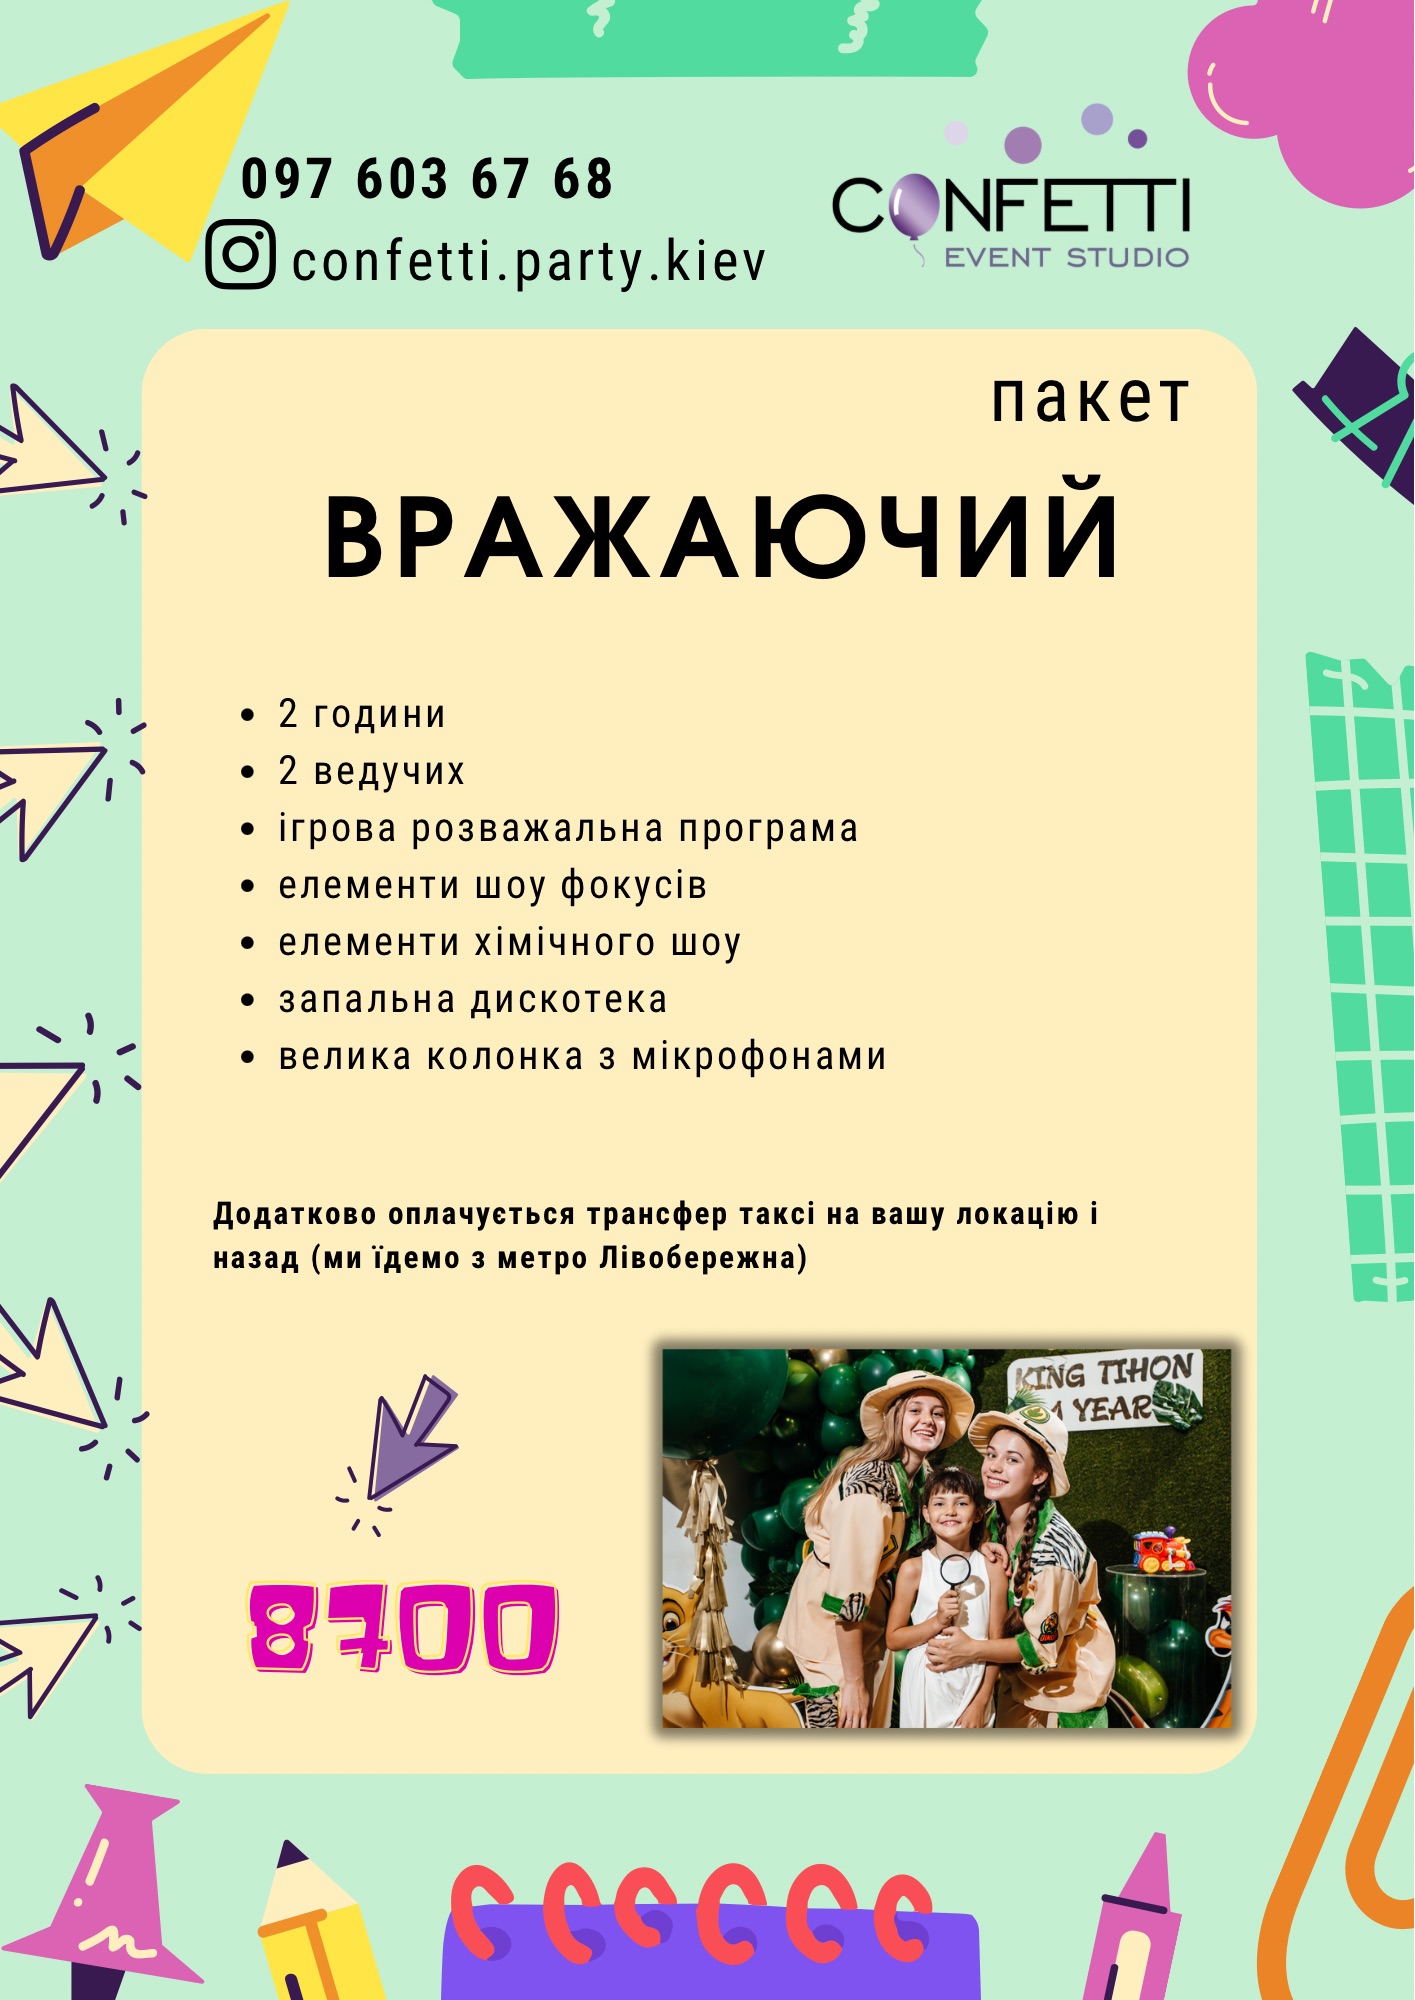 097 603 67 68
confetti.party.kiev
CONFETTI
EVENT STUDIO
пакет
ВРАЖАЮЧИЙ
• 2 години
• 2 ведучих
• ігрова розважальна програма
• елементи шоу фокусів
• елементи хімічного шоу
• запальна дискотека
• велика колонка з мікрофонами
Додатково оплачується трансфер таксі на вашу локацію і
назад (ми їдемо з метро Лівобережна)
KING TIHON
1 YEAR
8700